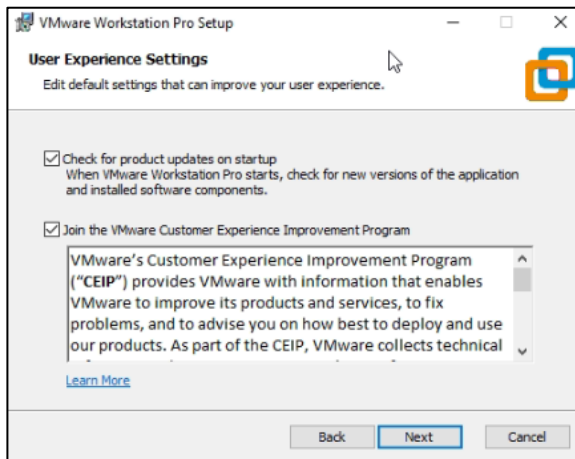 VMware Workstation Pro Setup
User Experience Settings
Edit default settings that can improve your user experience.
Check for product updates on startup
When VMware Workstation Pro starts, check for new versions of the application
and installed software components.
Join the VMware Customer Experience Improvement Program
VMware's Customer Experience Improvement Program
("CEIP") provides VMware with information that enables
VMware to improve its products and services, to fix
problems, and to advise you on how best to deploy and use
our products. As part of the CEIP, VMware collects technical
Learn More
Back Next Cancel